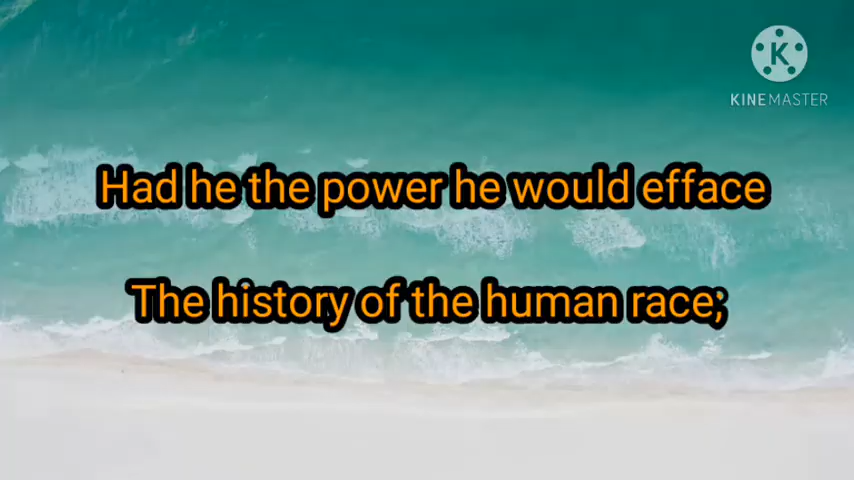 K
KINEMASTER
Had he the power he would efface
The history of the human race;